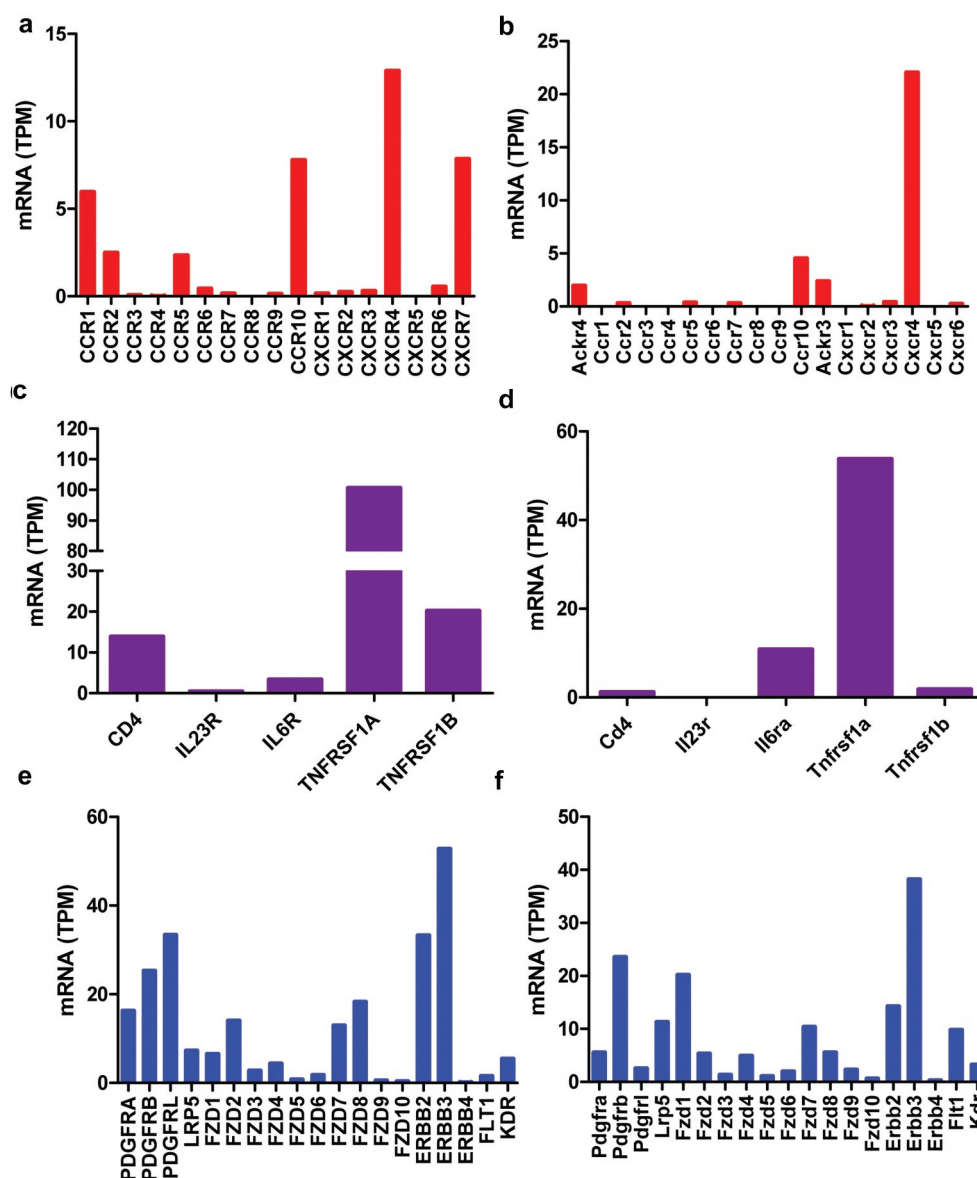 a
mRNA (TPM)
15
10
5
0
CCR1
CCR2
CCR3
CCR4
CCR5
CCR6
CCR7
CCR8
CCR9
CCR10
CXCR1
CXCR2
CXCR3
CXCR4
CXCR5
CXCR6
CXCR7
b
mRNA (TPM)
25
20
15
10
5
0
Ackr4
Ccr1
Ccr2
Ccr3
Ccr4
Ccr5
Ccr6
Ccr7
Ccr8
Ccr9
Ccr10
Ackr3
Cxcr1
Cxcr2
Cxcr3
Cxcr4
Cxcr5
Cxcr6
c
mRNA (TPM)
120
110
100
90
80
30
20
10
0
CD4
IL23R
IL6R
TNFRSF1A
TNFRSF1B
d
mRNA (TPM)
60
40
20
0
Cd4
Il23r
Il6ra
Tnfrsf1a
Tnfrsf1b
e
mRNA (TPM)
60
40
20
0
PDGFRA
PDGFRB
PDGFRL
LRP5
FZD1
FZD2
FZD3
FZD4
FZD5
FZD6
FZD7
FZD8
FZD9
FZD10
ERBB2
ERBB3
ERBB4
FLT1
KDR
f
mRNA (TPM)
50
40
30
20
10
0
Pdgfra
Pdgfrb
Pdgfrl
Lrp5
Fzd1
Fzd2
Fzd3
Fzd4
Fzd5
Fzd6
Fzd7
Fzd8
Fzd9
Fzd10
Erbb2
Erbb3
Erbb4
Flt1
Kdr